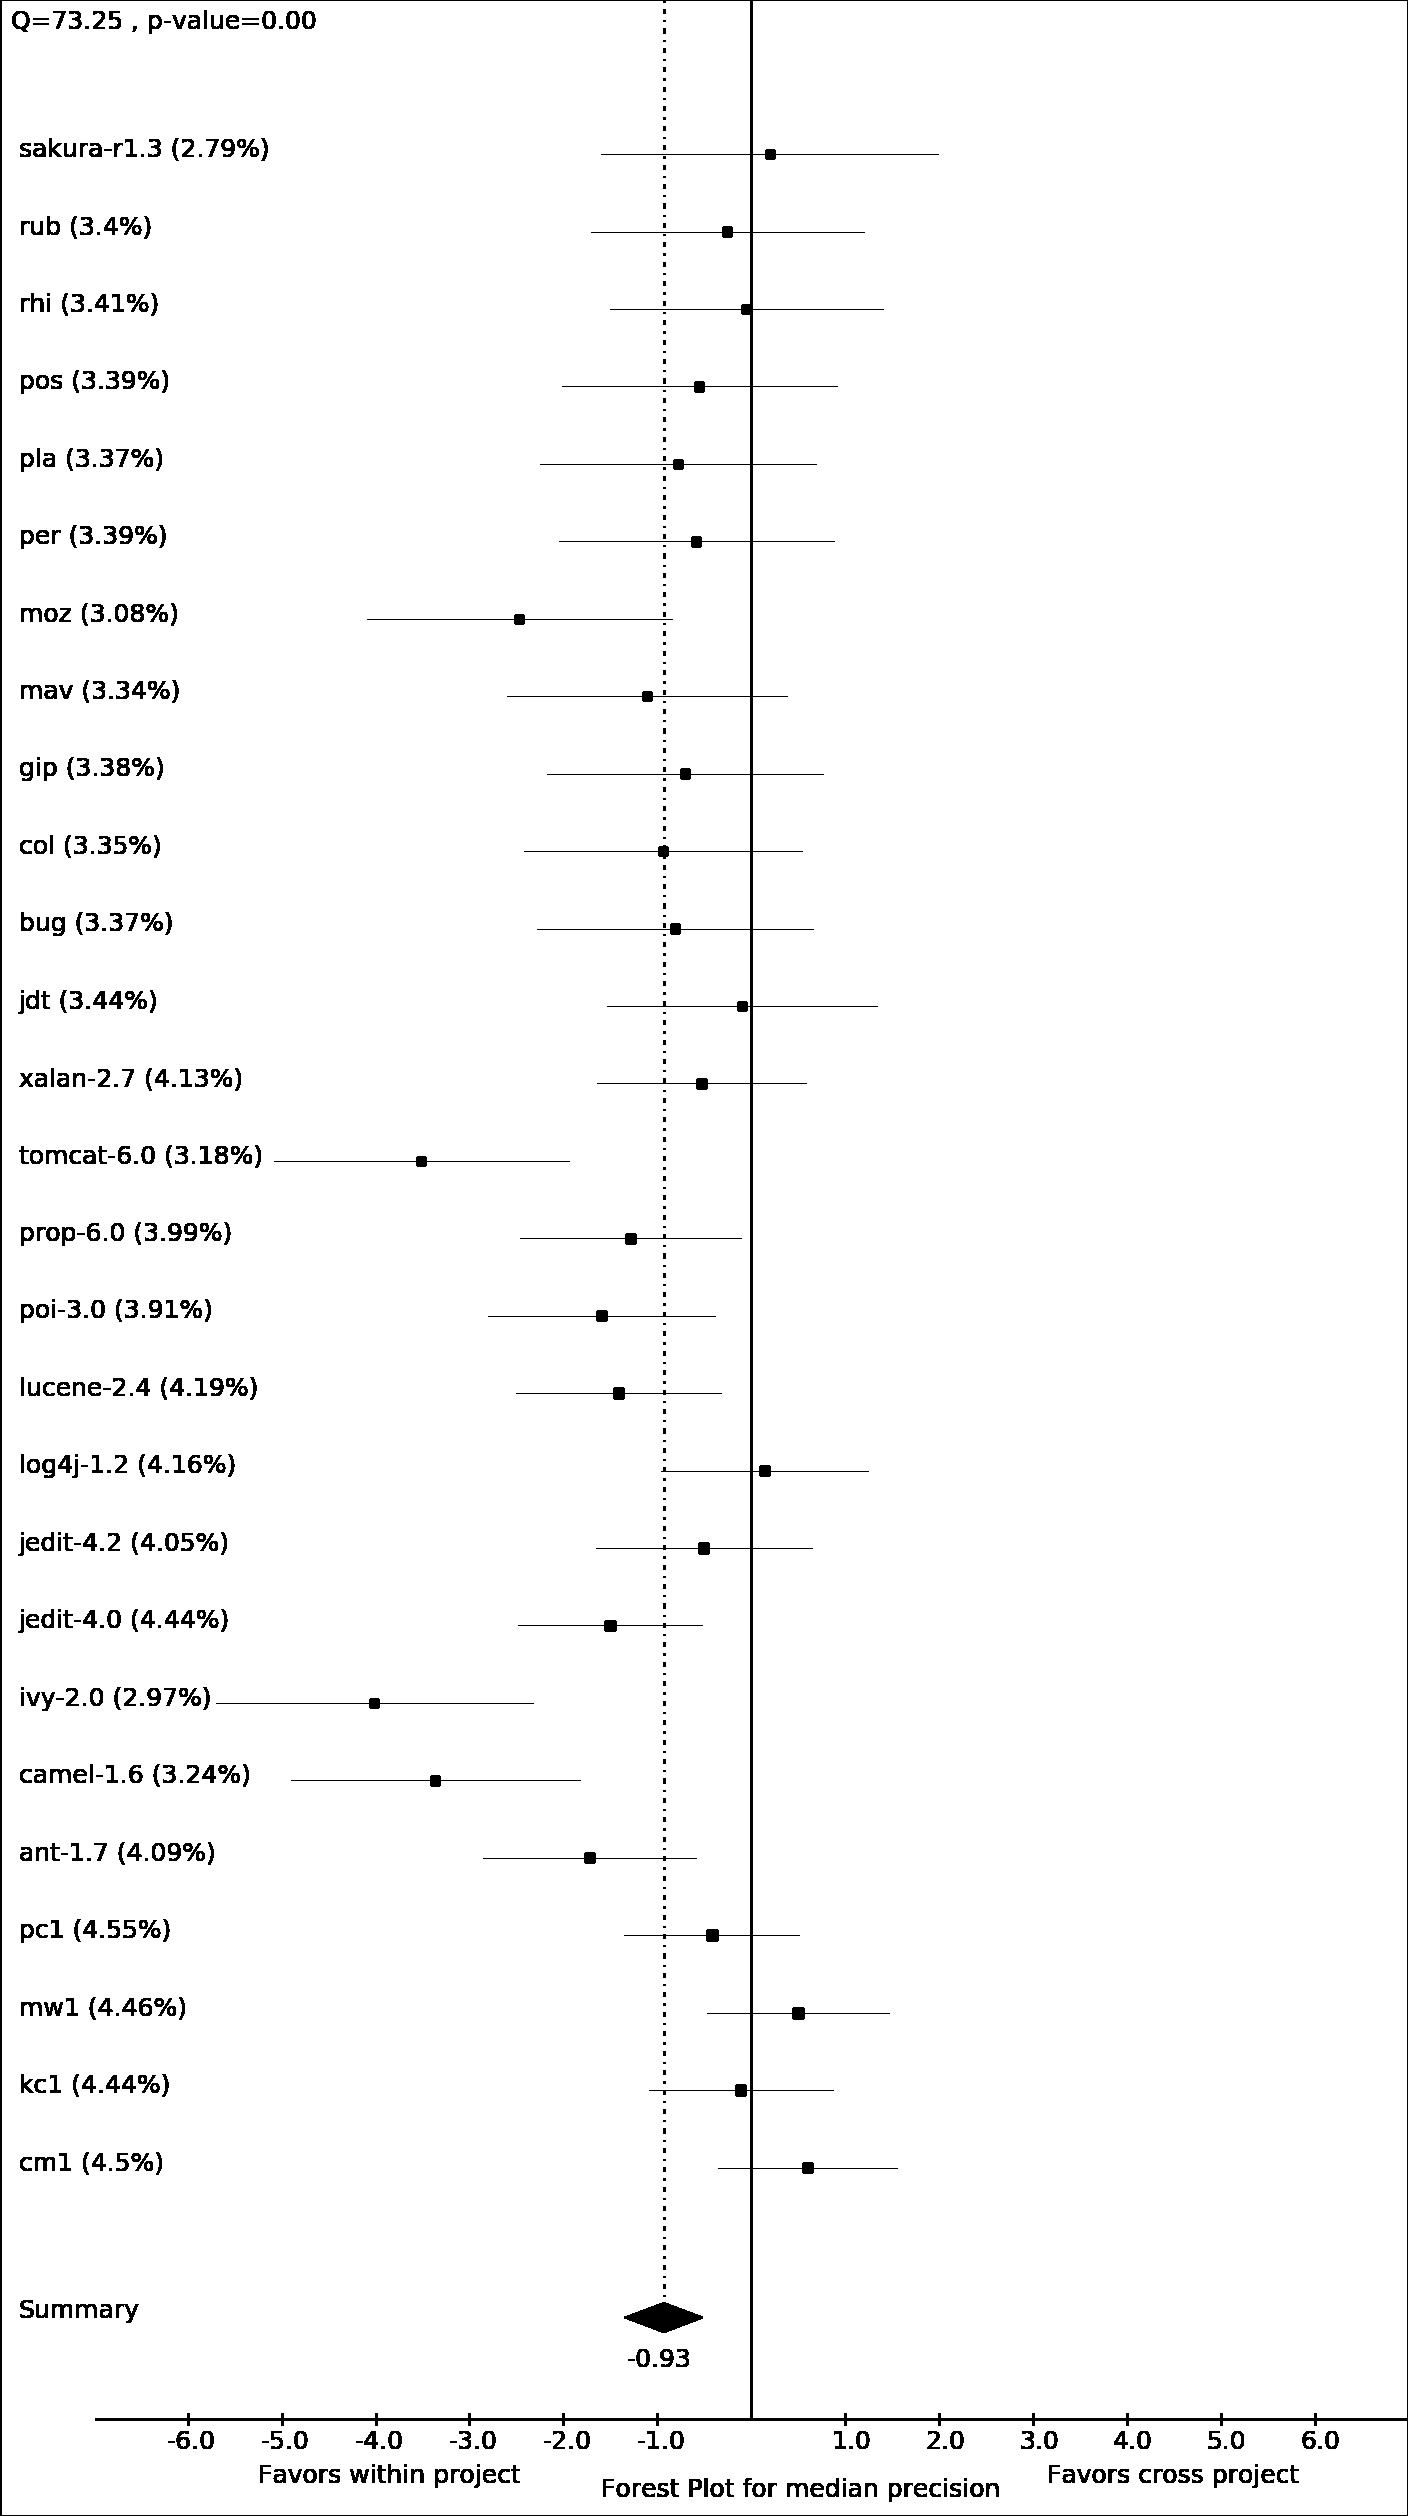 Q=73.25 , p-value=0.00
sakura-r1.3 (2.79%)
rub (3.4%)
rhi (3.41%)
pos (3.39%)
pla (3.37%)
per (3.39%)
moz (3.08%)
mav (3.34%)
gip (3.38%)
col (3.35%)
bug (3.37%)
jdt (3.44%)
xalan-2.7 (4.13%)
tomcat-6.0 (3.18%)
prop-6.0 (3.99%)
poi-3.0 (3.91%)
lucene-2.4 (4.19%)
log4j-1.2 (4.16%)
jedit-4.2 (4.05%)
jedit-4.0 (4.44%)
ivy-2.0 (2.97%)
camel-1.6 (3.24%)
ant-1.7 (4.09%)
pc1 (4.55%)
mw1 (4.46%)
kc1 (4.44%)
cm1 (4.5%)
Summary
-0.93
-6.0 -5.0 -4.0 -3.0 -2.0 -1.0 1.0 2.0 3.0 4.0 5.0 6.0
Favors within project Favors cross project
Forest Plot for median precision